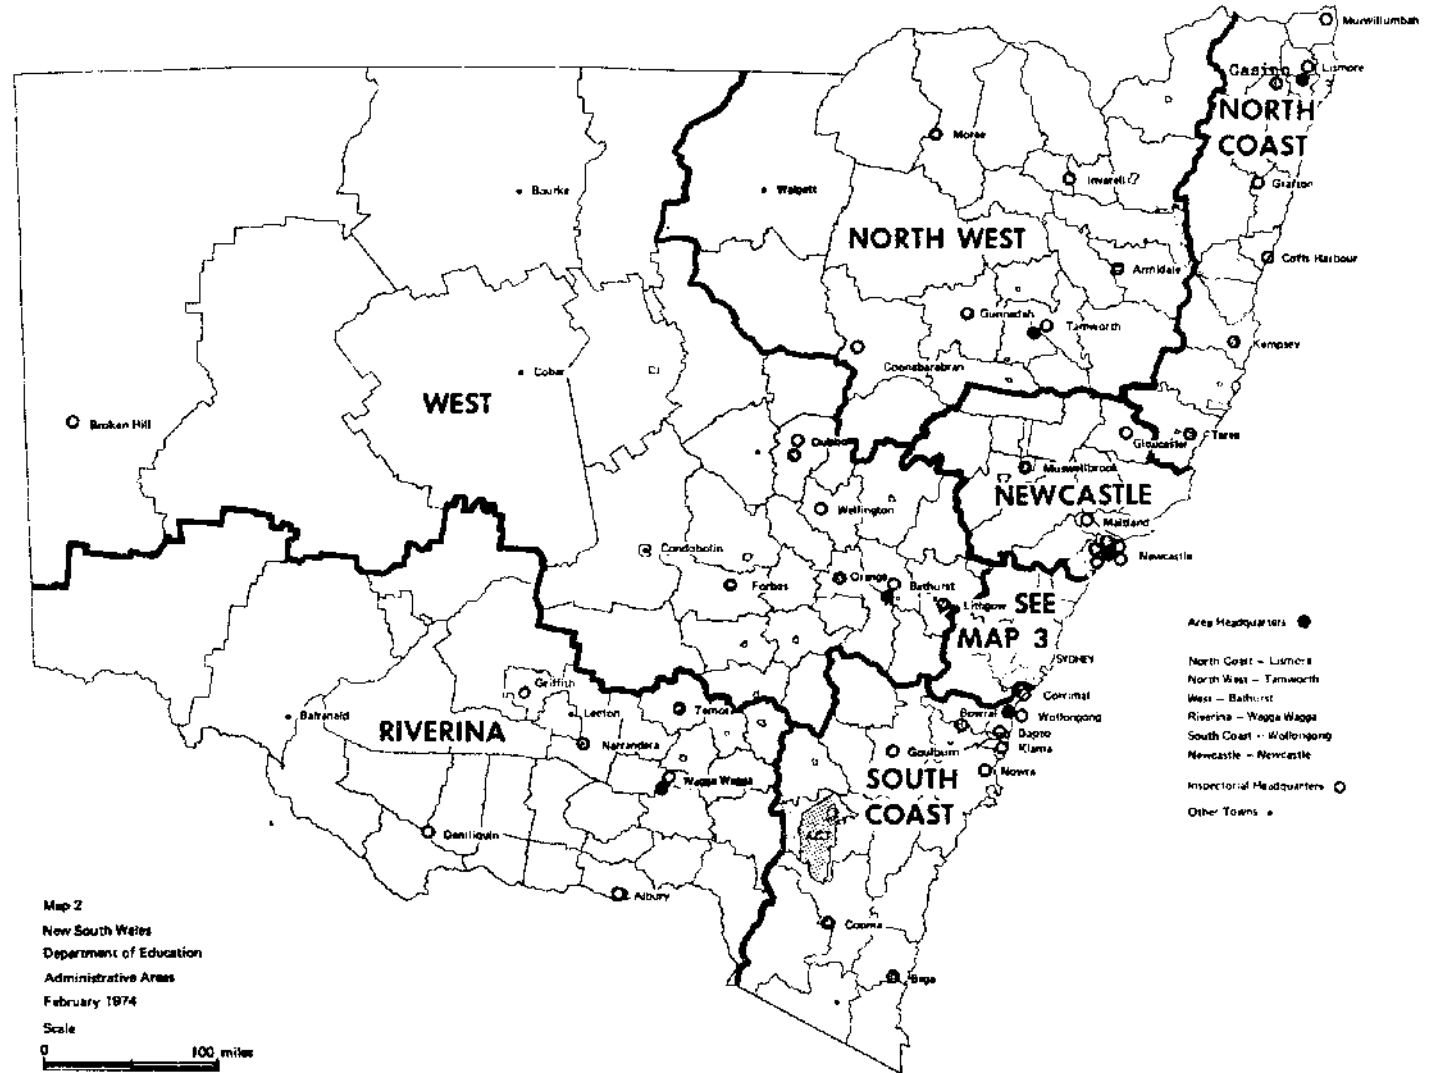 Murwillumbah
Casino
Lismore
NORTH
COAST
Moree
Inverell
Grafton
Bourke
Walgett
NORTH WEST
Armidale
Coffs Harbour
Gunnedah
Tamworth
Kempsey
Coonabarabran
Cobar
WEST
Broken Hill
Dubbo
Gloucester
Taree
Muswellbrook
NEWCASTLE
Wellington
Maitland
Condobolin
Newcastle
Forbes
Orange
Bathurst
Lithgow
SEE
MAP 3
SYDNEY
Area Headquarters
North Coast – Lismore
North West – Tamworth
West – Bathurst
Riverina – Wagga Wagga
South Coast – Wollongong
Newcastle – Newcastle
Inspectorial Headquarters
Other Towns
Griffith
Corrimal
Balranald
Leeton
Temora
Bowral
Wollongong
RIVERINA
Narrandera
Dapto
Kiama
Goulburn
Nowra
Wagga Wagga
SOUTH
COAST
ACT
Deniliquin
Albury
Cooma
Bega
Map 2
New South Wales
Department of Education
Administrative Areas
February 1974
Scale
0 100 miles